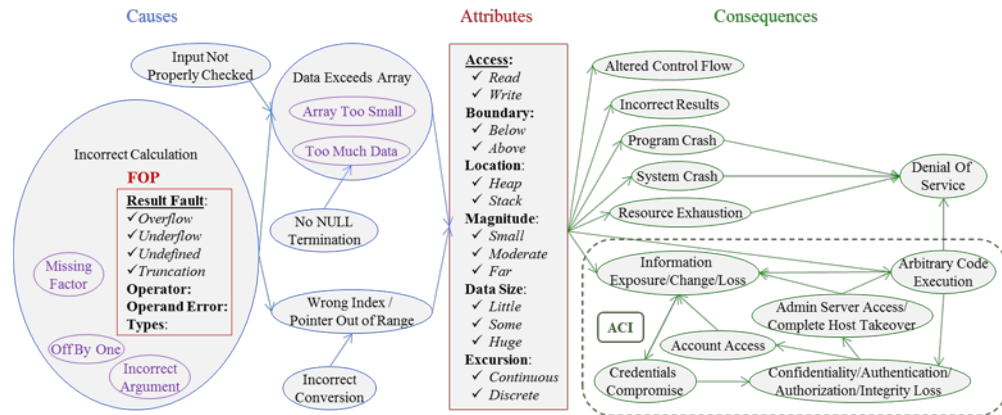 Causes
Attributes
Consequences
Input Not
Properly Checked
Data Exceeds Array
Array Too Small
Too Much Data
No NULL
Termination
Incorrect Calculation
FOP
Result Fault:
✓Overflow
✓Underflow
✓Undefined
✓Truncation
Operator:
Operand Error:
Types:
Missing
Factor
Off By One
Incorrect
Argument
Wrong Index /
Pointer Out of Range
Incorrect
Conversion
Access:
✓ Read
✓ Write
Boundary:
✓ Below
✓ Above
Location:
✓ Heap
✓ Stack
Magnitude:
✓ Small
✓ Moderate
✓ Far
Data Size:
✓ Little
✓ Some
✓ Huge
Excursion:
✓ Continuous
✓ Discrete
Altered Control Flow
Incorrect Results
Program Crash
System Crash
Resource Exhaustion
Denial Of
Service
Information
Exposure/Change/Loss
Arbitrary Code
Execution
Admin Server Access/
Complete Host Takeover
ACI
Account Access
Credentials
Compromise
Confidentiality/Authentication/
Authorization/Integrity Loss